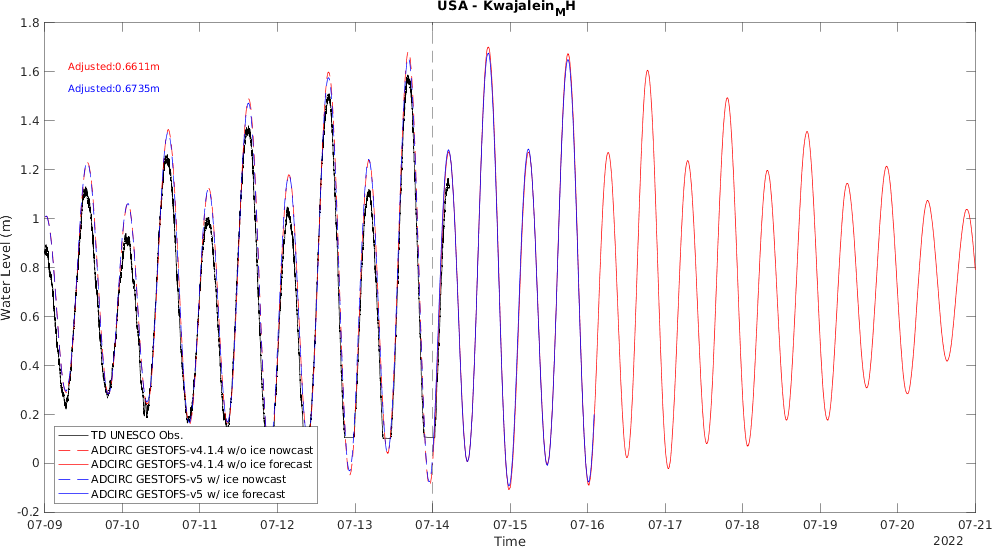 USA - Kwajalein_MH
1.8
1.6
1.4
1.2
1
0.8
0.6
0.4
0.2
0
-0.2
Water Level (m)
Adjusted:0.6611m
Adjusted:0.6735m
TD UNESCO Obs.
ADCIRC GESTOFS-v4.1.4 w/o ice nowcast
ADCIRC GESTOFS-v4.1.4 w/o ice forecast
ADCIRC GESTOFS-v5 w/ ice nowcast
ADCIRC GESTOFS-v5 w/ ice forecast
07-09 07-10 07-11 07-12 07-13 07-14 07-15 07-16 07-17 07-18 07-19 07-20 07-21
Time
2022